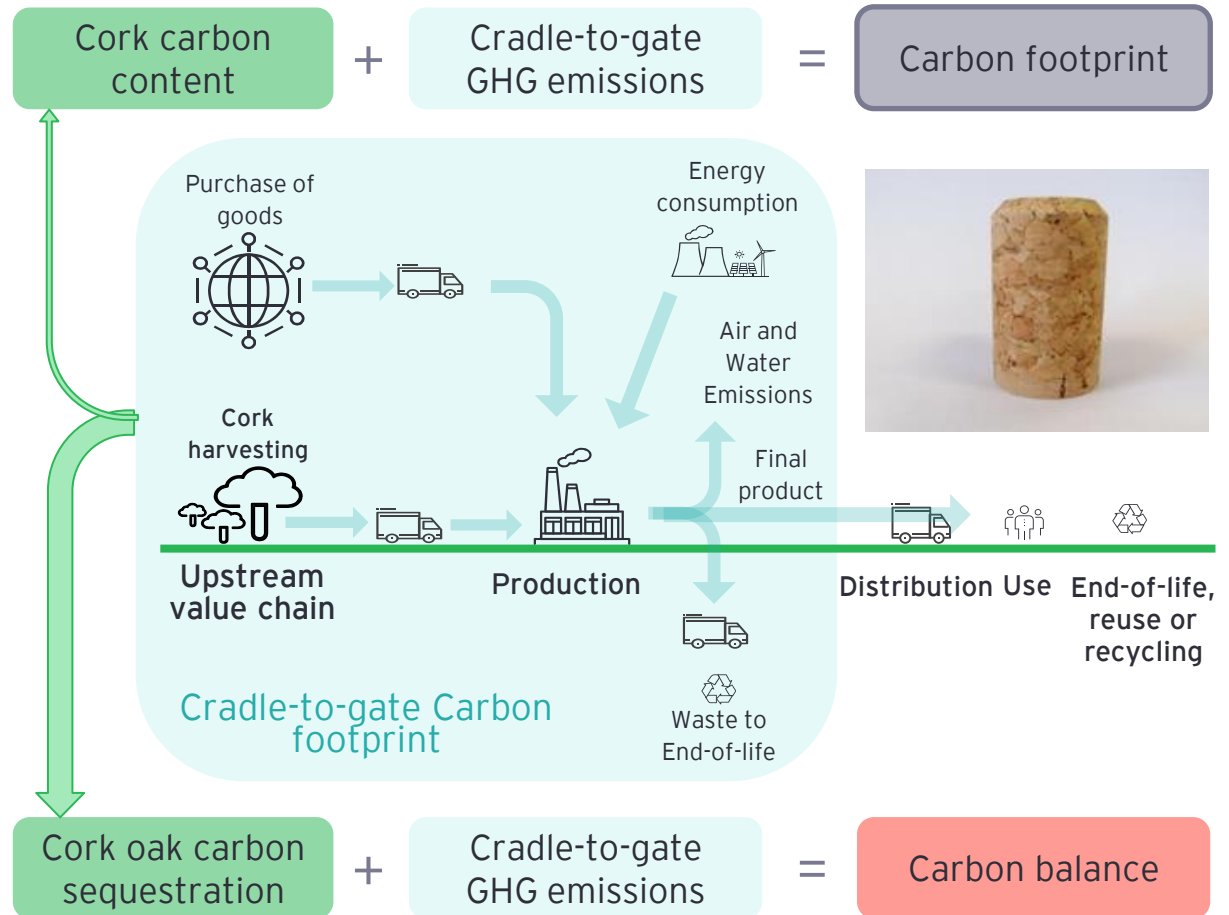 Cork carbon
content
+
Cradle-to-gate
GHG emissions
=
Carbon footprint
Purchase of
goods
Energy
consumption
Air and
Water
Emissions
Cork
harvesting
Final
product
Upstream
value chain
Production
Distribution
Use
End-of-life,
reuse or
recycling
Cradle-to-gate Carbon
footprint
Waste to
End-of-life
Cork oak carbon
sequestration
+
Cradle-to-gate
GHG emissions
=
Carbon balance